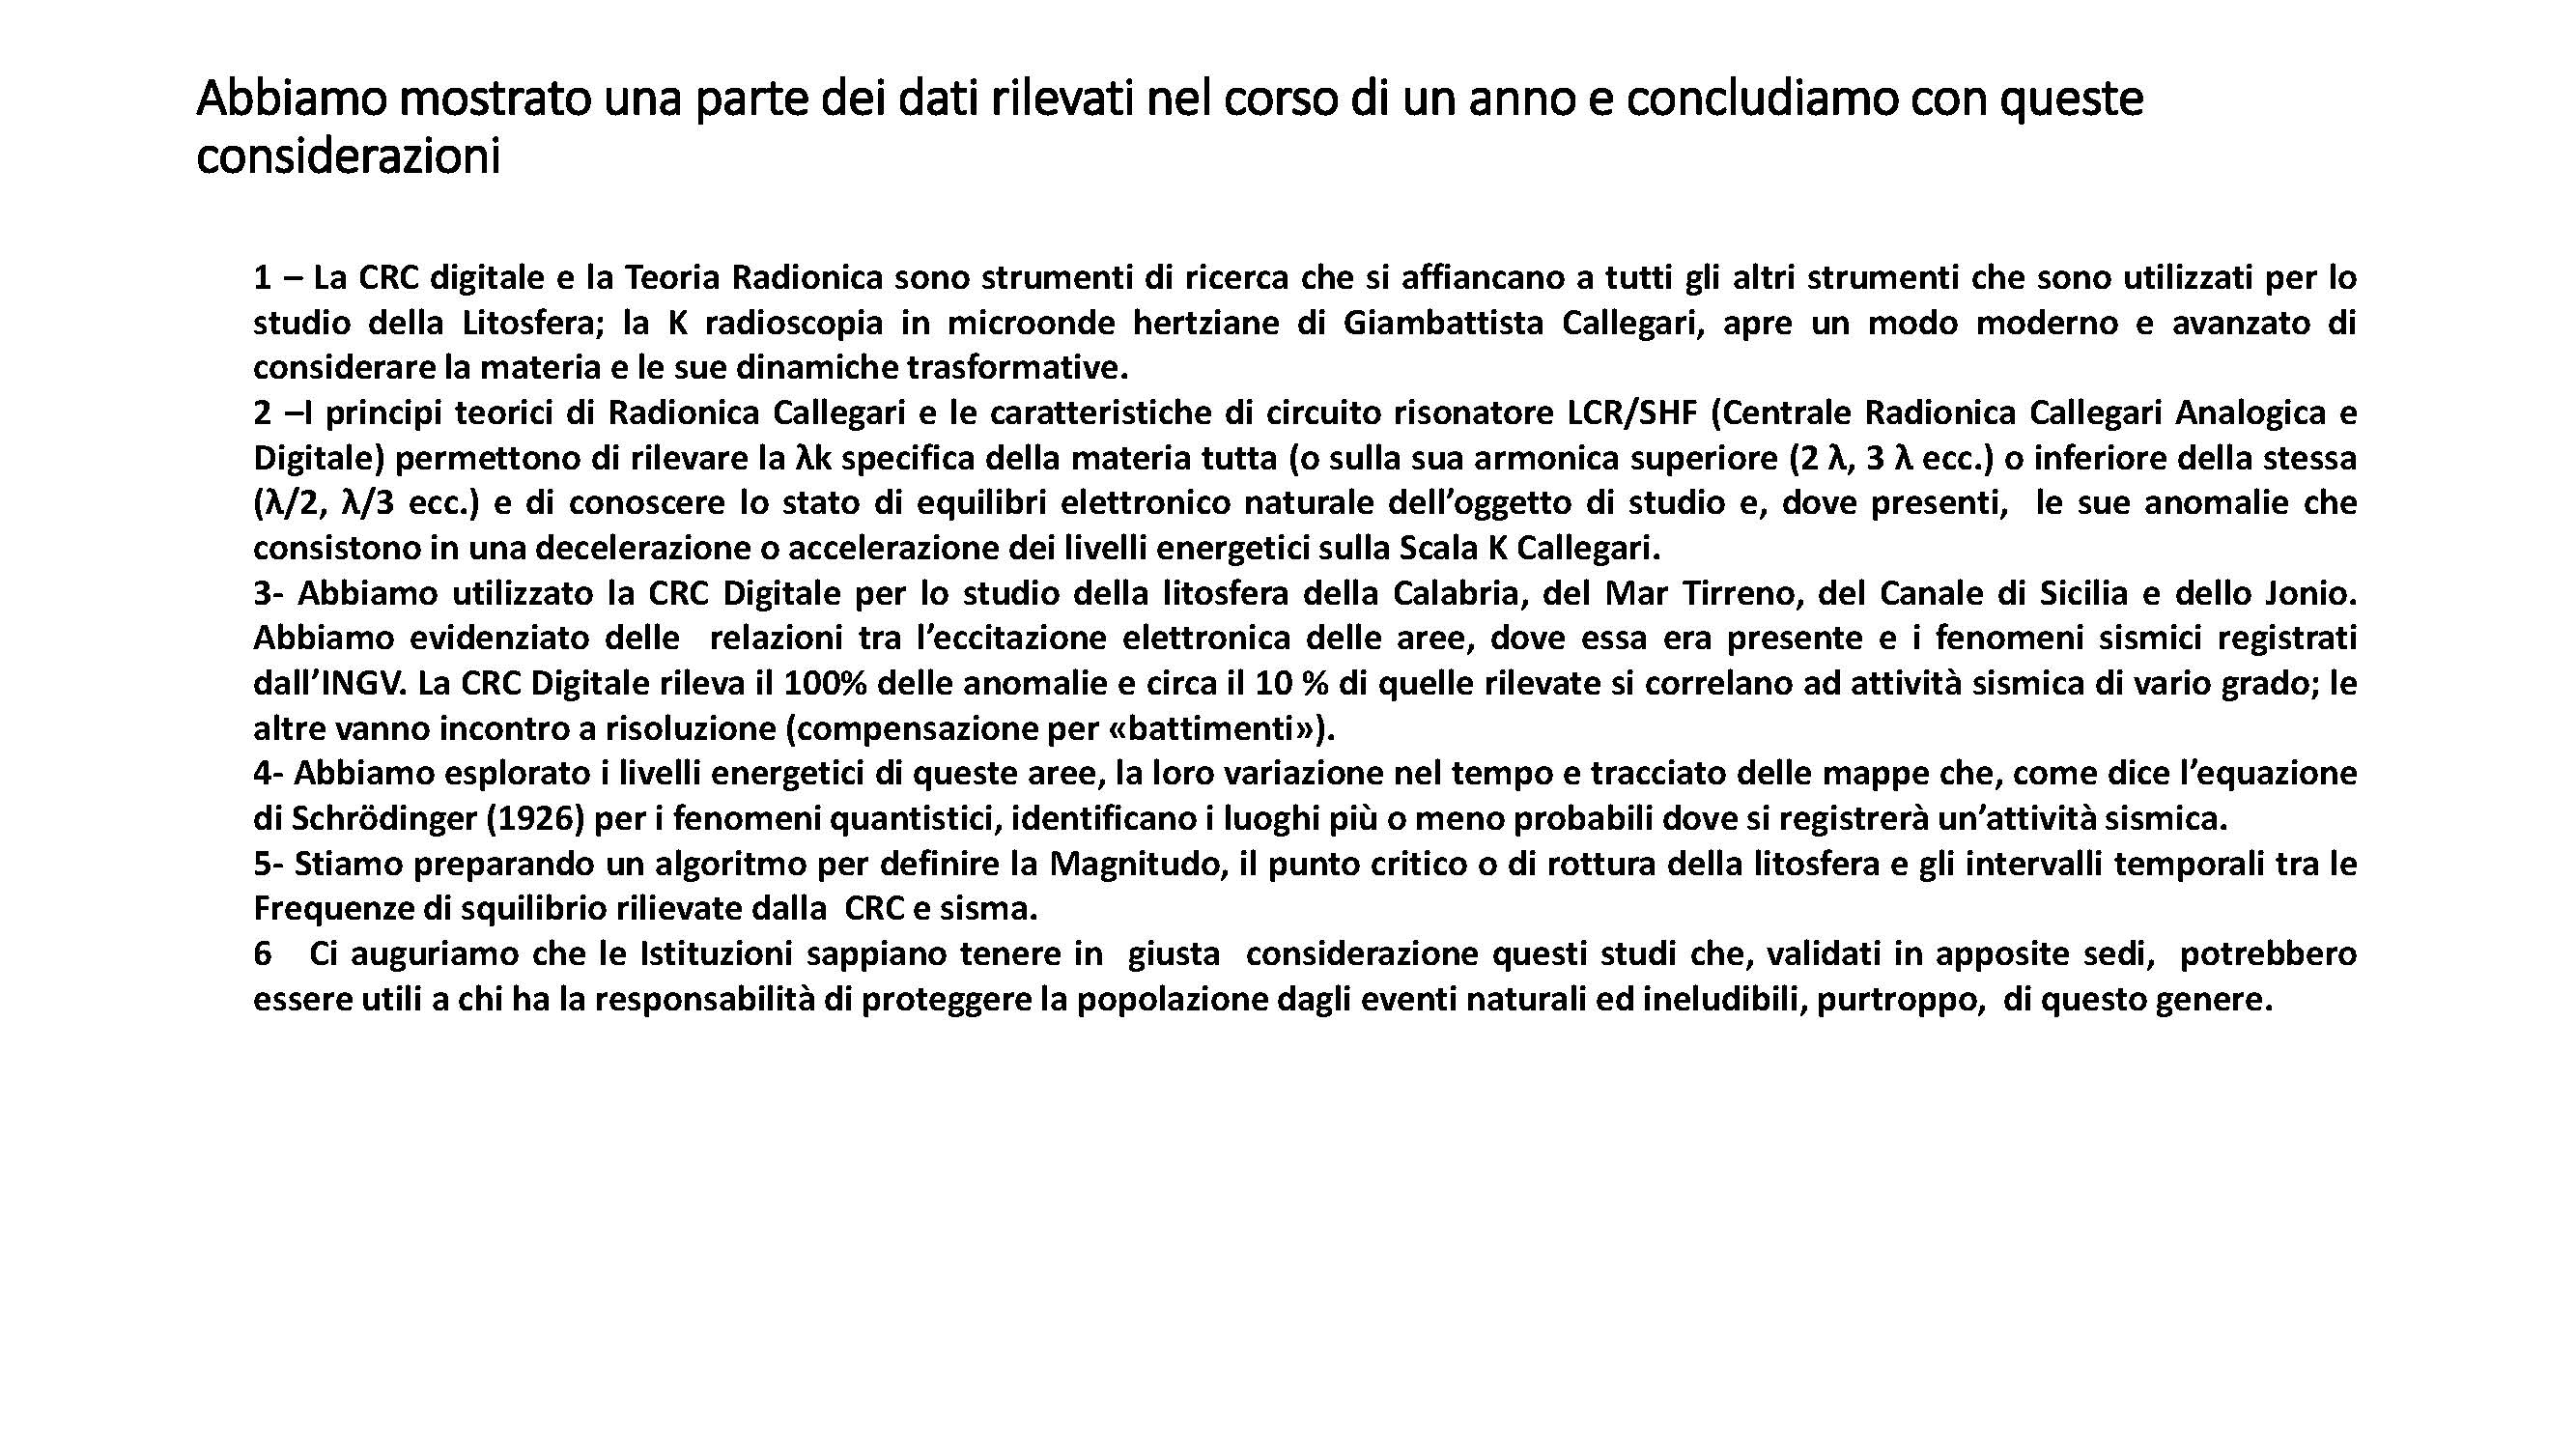 Abbiamo mostrato una parte dei dati rilevati nel corso di un anno e concludiamo con queste
considerazioni
1 – La CRC digitale e la Teoria Radionica sono strumenti di ricerca che si affiancano a tutti gli altri strumenti che sono utilizzati per lo
studio della Litosfera; la K radioscopia in microonde hertziane di Giambattista Callegari, apre un modo moderno e avanzato di
considerare la materia e le sue dinamiche trasformative.
2 –I principi teorici di Radionica Callegari e le caratteristiche di circuito risonatore LCR/SHF (Centrale Radionica Callegari Analogica e
Digitale) permettono di rilevare la λk specifica della materia tutta (o sulla sua armonica superiore (2 λ, 3 λ ecc.) o inferiore della stessa
(λ/2, λ/3 ecc.) e di conoscere lo stato di equilibri elettronico naturale dell’oggetto di studio e, dove presenti, le sue anomalie che
consistono in una decelerazione o accelerazione dei livelli energetici sulla Scala K Callegari.
3- Abbiamo utilizzato la CRC Digitale per lo studio della litosfera della Calabria, del Mar Tirreno, del Canale di Sicilia e dello Jonio.
Abbiamo evidenziato delle relazioni tra l’eccitazione elettronica delle aree, dove essa era presente e i fenomeni sismici registrati
dall’INGV. La CRC Digitale rileva il 100% delle anomalie e circa il 10 % di quelle rilevate si correlano ad attività sismica di vario grado; le
altre vanno incontro a risoluzione (compensazione per «battimenti»).
4- Abbiamo esplorato i livelli energetici di queste aree, la loro variazione nel tempo e tracciato delle mappe che, come dice l’equazione
di Schrödinger (1926) per i fenomeni quantistici, identificano i luoghi più o meno probabili dove si registrerà un’attività sismica.
5- Stiamo preparando un algoritmo per definire la Magnitudo, il punto critico o di rottura della litosfera e gli intervalli temporali tra le
Frequenze di squilibrio rilievate dalla CRC e sisma.
6 Ci auguriamo che le Istituzioni sappiano tenere in giusta considerazione questi studi che, validati in apposite sedi, potrebbero
essere utili a chi ha la responsabilità di proteggere la popolazione dagli eventi naturali ed ineludibili, purtroppo, di questo genere.